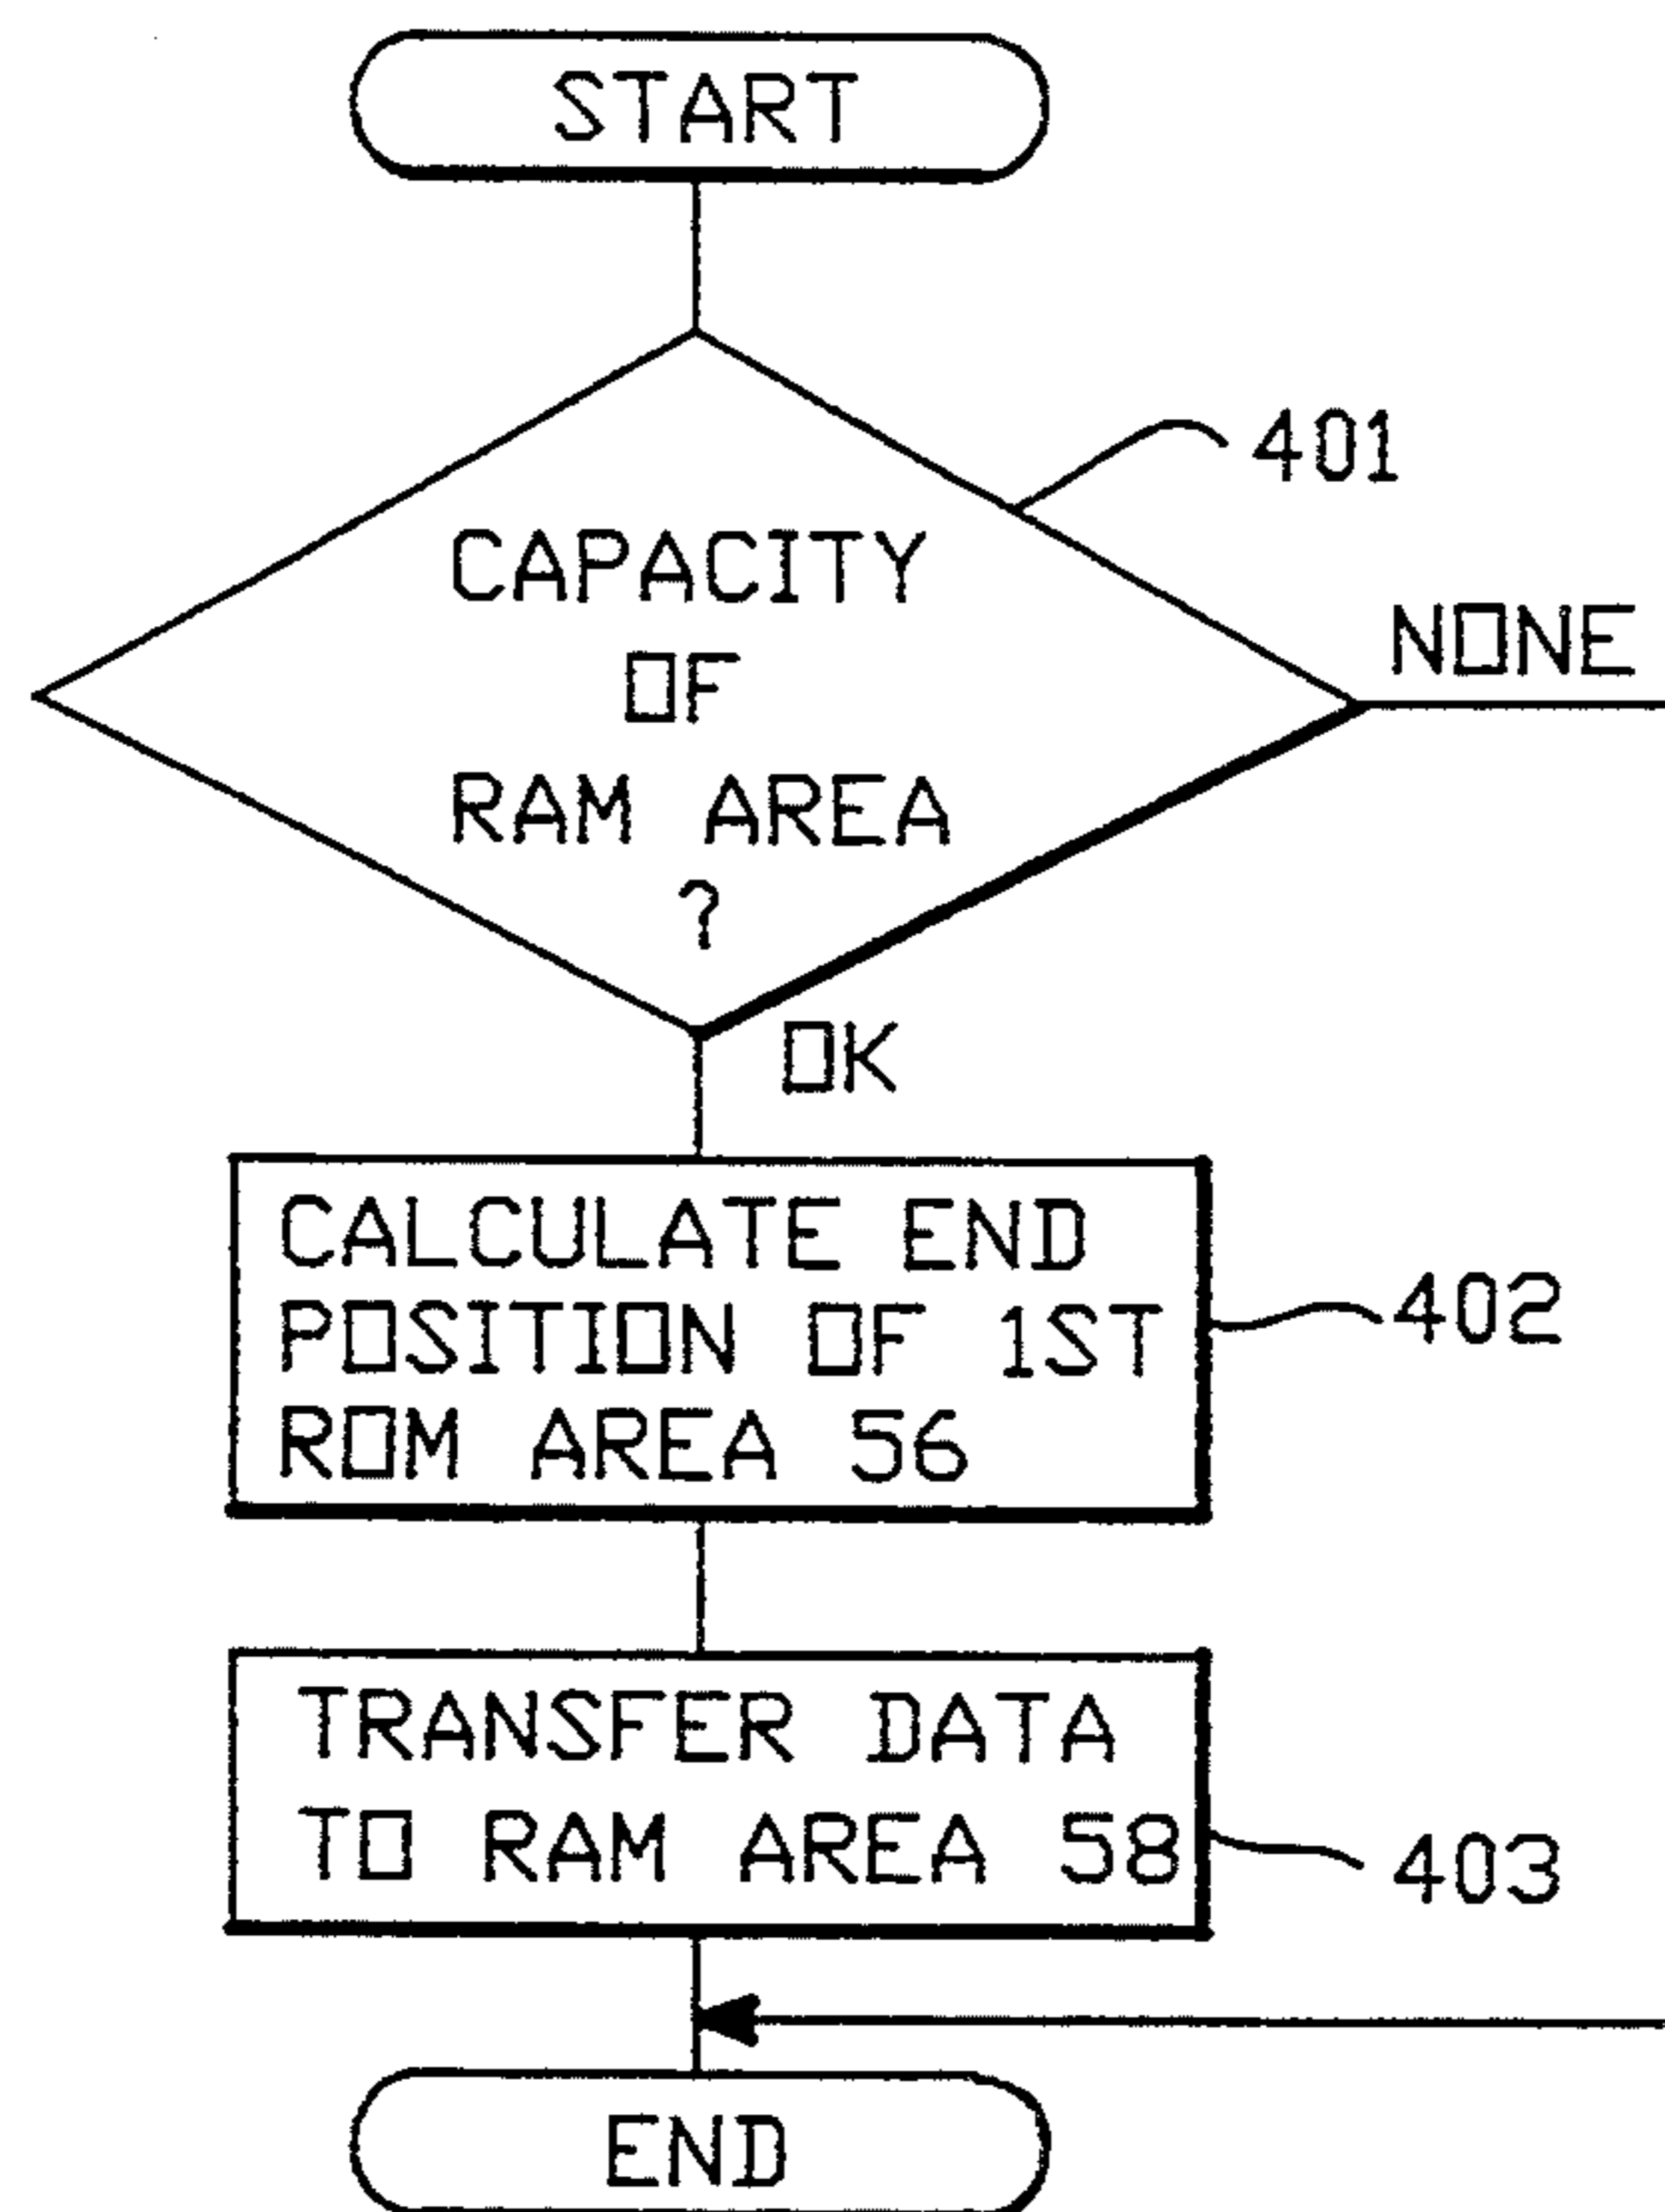 START
401
CAPACITY
OF
RAM AREA
?
NONE
OK
CALCULATE END
POSITION OF 1ST
ROM AREA 56
402
TRANSFER DATA
TO RAM AREA 58
403
END